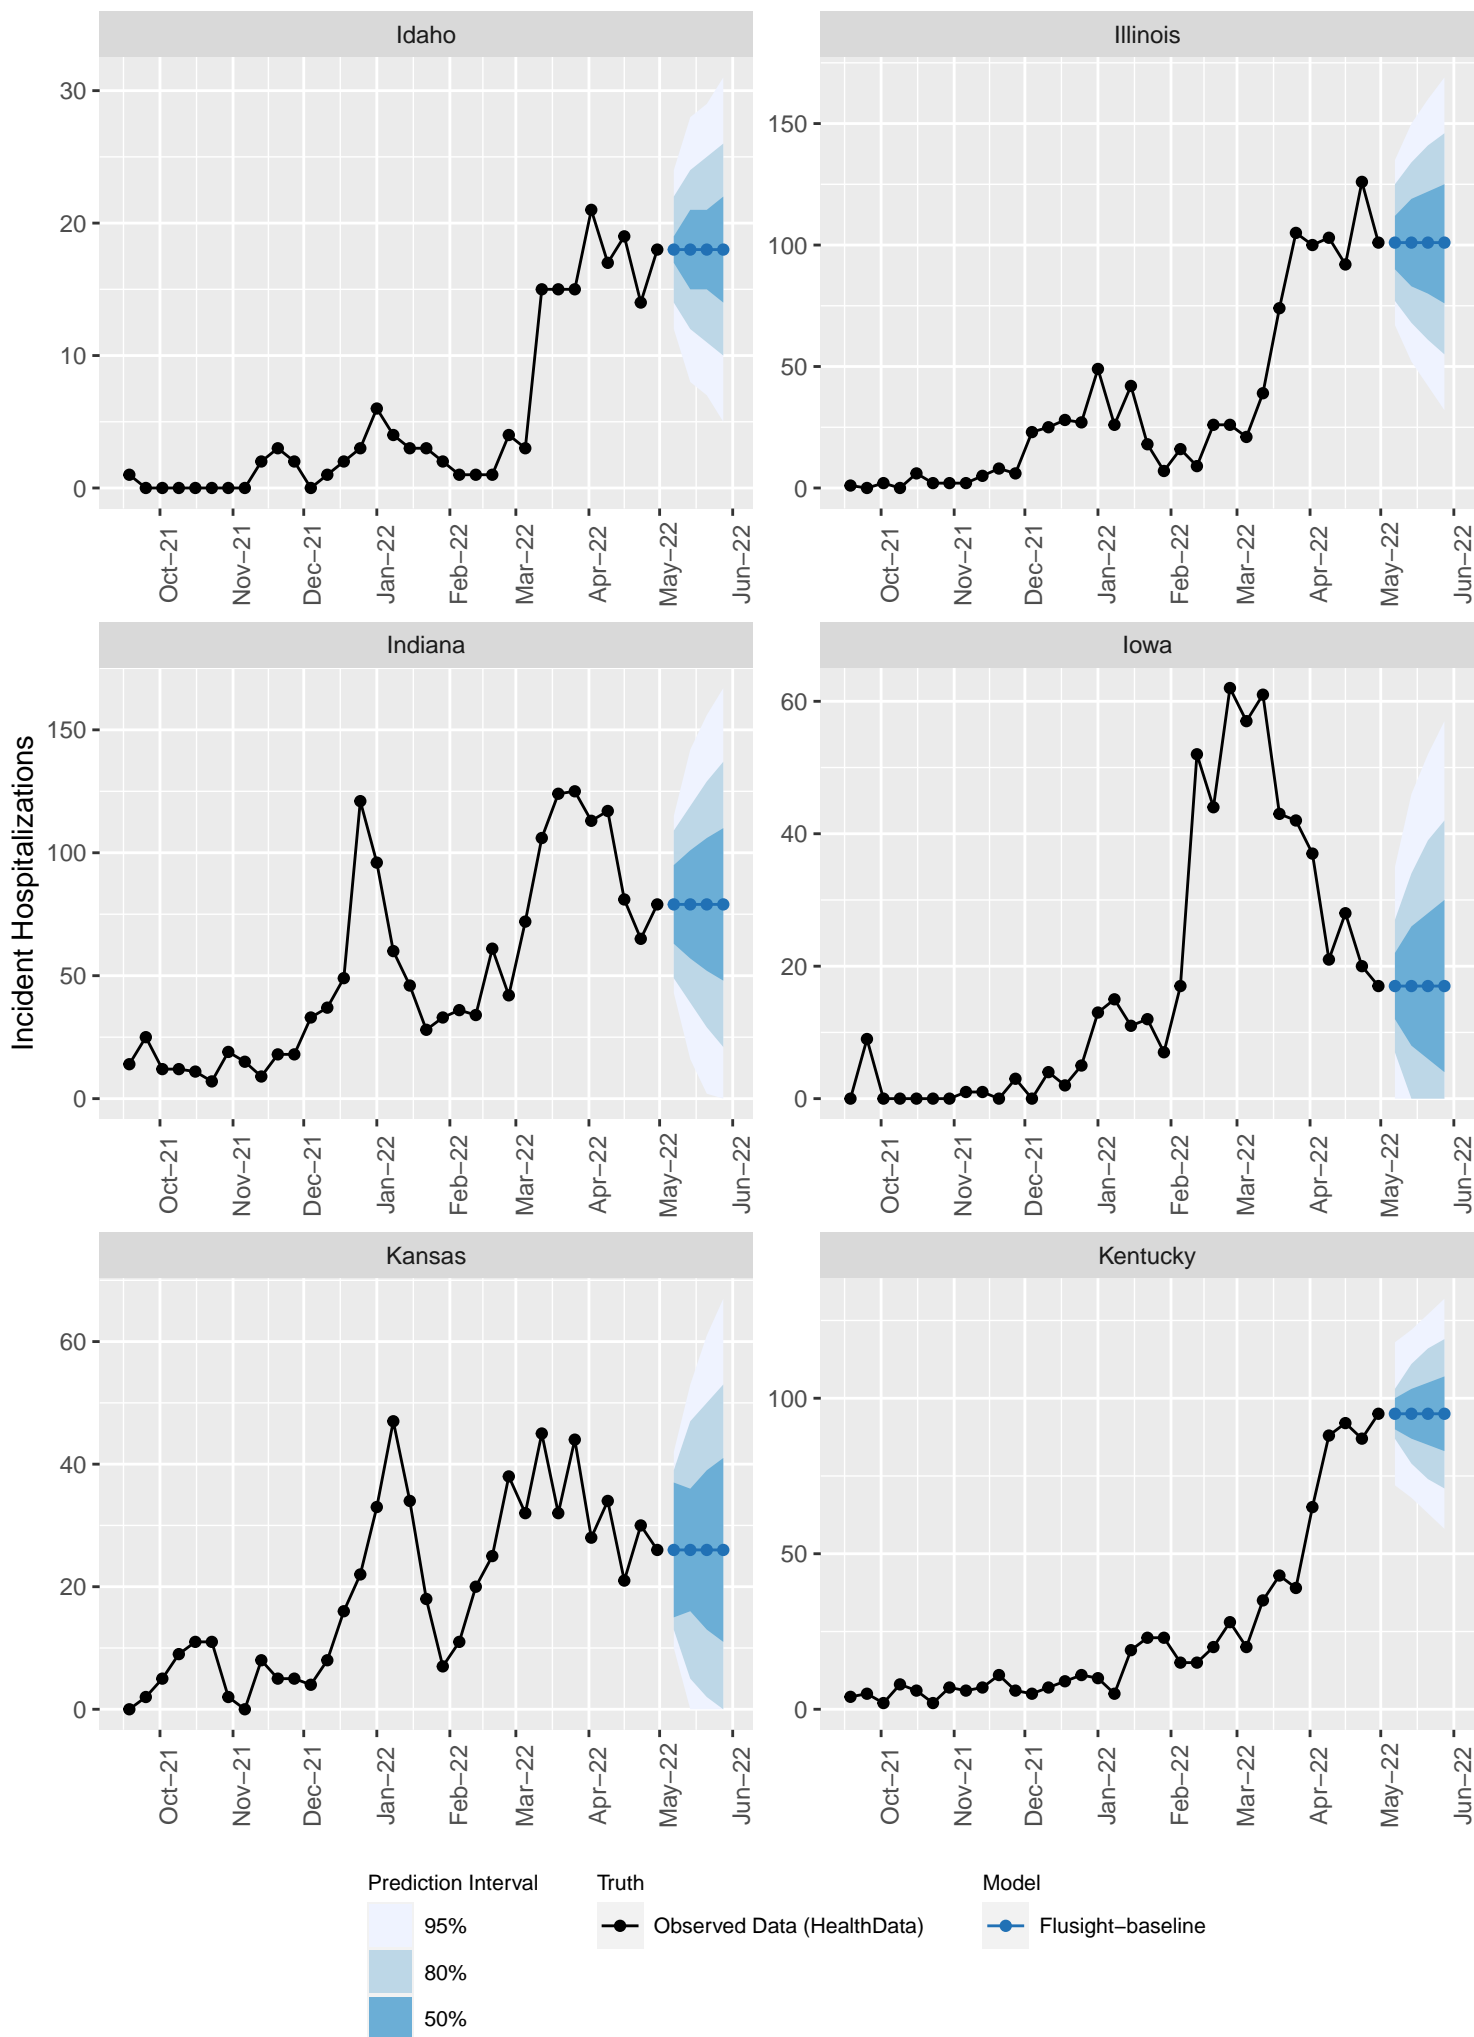 Idaho
Illinois
30
20
10
0
150
100
50
0
Oct−21
Nov−21
Dec−21
Jan−22
Feb−22
Mar−22
Apr−22
May−22
Jun−22
Oct−21
Nov−21
Dec−21
Jan−22
Feb−22
Mar−22
Apr−22
May−22
Jun−22
Incident Hospitalizations
Indiana
Iowa
150
100
50
0
60
40
20
0
Oct−21
Nov−21
Dec−21
Jan−22
Feb−22
Mar−22
Apr−22
May−22
Jun−22
Oct−21
Nov−21
Dec−21
Jan−22
Feb−22
Mar−22
Apr−22
May−22
Jun−22
Kansas
Kentucky
60
40
20
0
100
50
0
Oct−21
Nov−21
Dec−21
Jan−22
Feb−22
Mar−22
Apr−22
May−22
Jun−22
Oct−21
Nov−21
Dec−21
Jan−22
Feb−22
Mar−22
Apr−22
May−22
Jun−22
Prediction Interval
95%
80%
50%
Truth
Observed Data (HealthData)
Model
Flusight−baseline